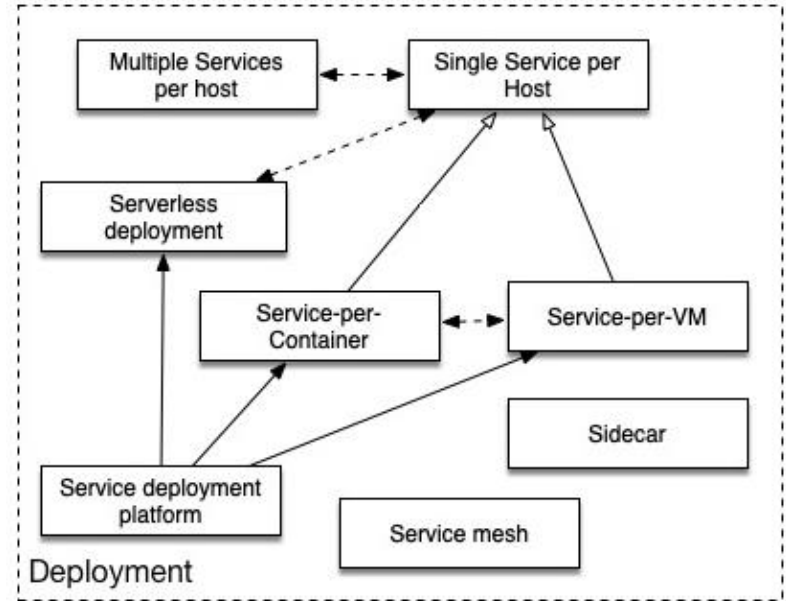 Multiple Services
per host
Single Service per
Host
Serverless
deployment
Service-per-
Container
Service-per-VM
Sidecar
Service deployment
platform
Service mesh
Deployment